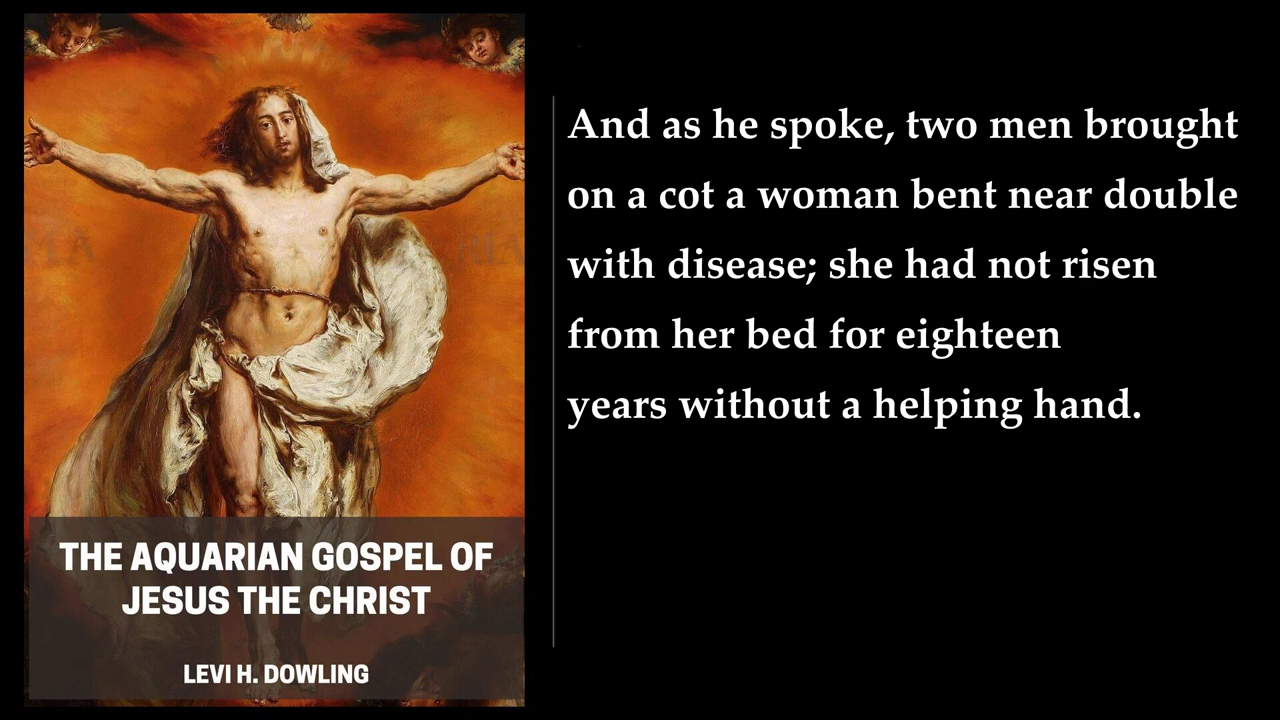 THE AQUARIAN GOSPEL OF
JESUS THE CHRIST
LEVI H. DOWLING
And as he spoke, two men brought
on a cot a woman bent near double
with disease; she had not risen
from her bed for eighteen
years without a helping hand.